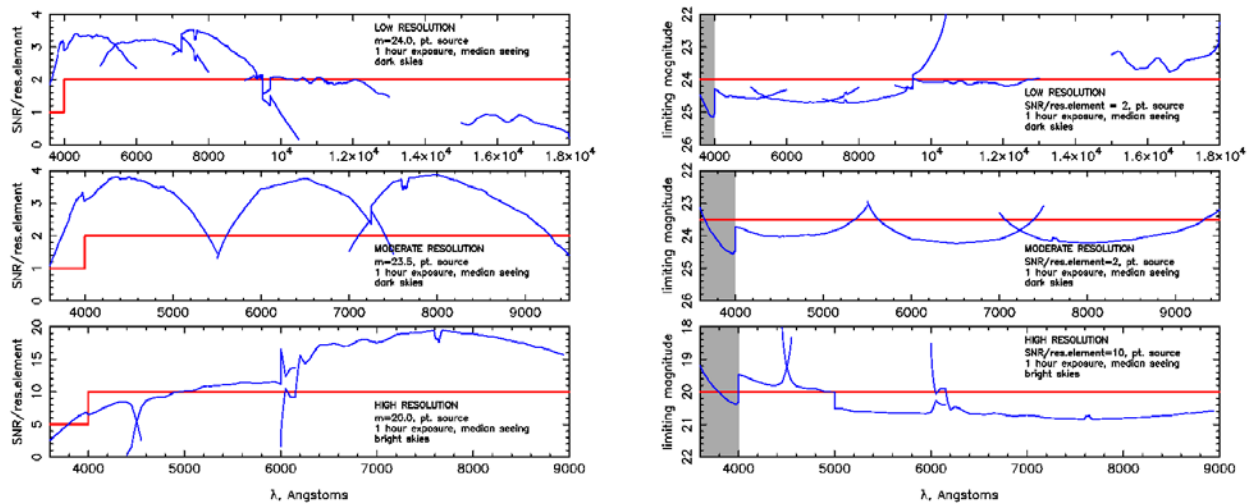 4
3
2
1
0
SNR/res.element
LOW RESOLUTION
m=24.0, pt. source
1 hour exposure, median seeing
dark skies
4000 6000 8000 10⁴ 1.2×10⁴ 1.4×10⁴ 1.6×10⁴ 1.8×10⁴
4
3
2
1
0
SNR/res.element
MODERATE RESOLUTION
m=23.5, pt. source
1 hour exposure, median seeing
dark skies
4000 5000 6000 7000 8000 9000
20
15
10
5
0
SNR/res.element
HIGH RESOLUTION
m=20.0, pt. source
1 hour exposure, median seeing
bright skies
4000 5000 6000 7000 8000 9000
λ, Angstoms
22
23
24
25
26
limiting magnitude
LOW RESOLUTION
SNR/res.element = 2, pt. source
1 hour exposure, median seeing
dark skies
4000 6000 8000 10⁴ 1.2×10⁴ 1.4×10⁴ 1.6×10⁴ 1.8×10⁴
22
23
24
25
26
limiting magnitude
MODERATE RESOLUTION
SNR/res.element=2, pt. source
1 hour exposure, median seeing
dark skies
4000 5000 6000 7000 8000 9000
18
19
20
21
22
limiting magnitude
HIGH RESOLUTION
SNR/res.element=10, pt. source
1 hour exposure, median seeing
bright skies
4000 5000 6000 7000 8000 9000
λ, Angstoms